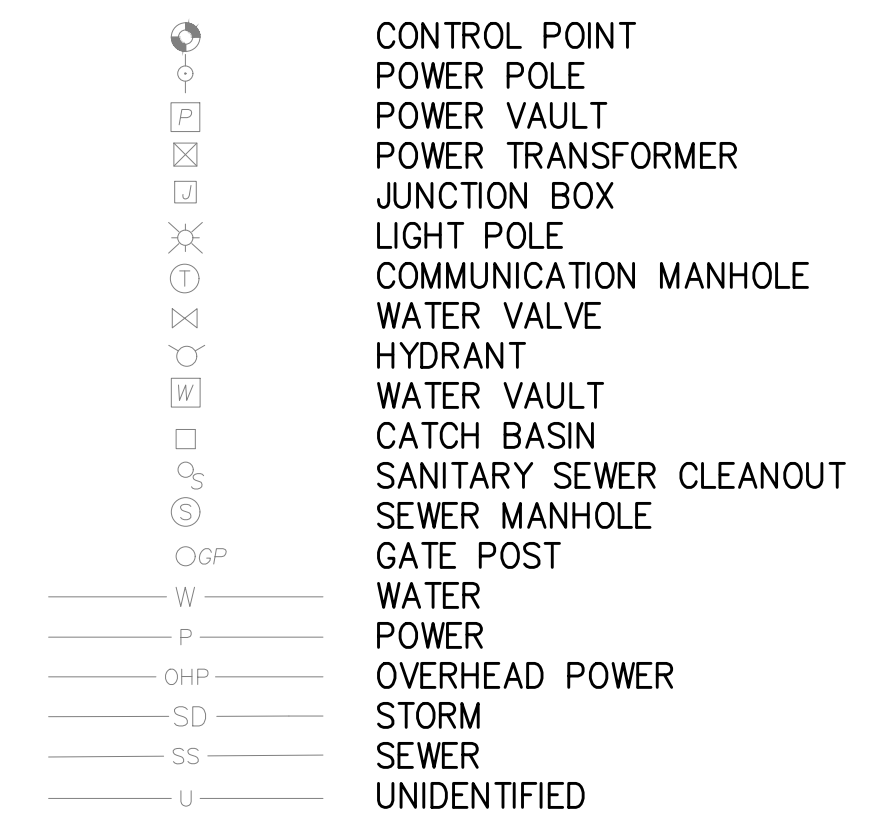 CONTROL POINT
POWER POLE
P POWER VAULT
POWER TRANSFORMER
J JUNCTION BOX
LIGHT POLE
T COMMUNICATION MANHOLE
WATER VALVE
HYDRANT
W WATER VAULT
CATCH BASIN
S SANITARY SEWER CLEANOUT
S SEWER MANHOLE
GP GATE POST
W WATER
P POWER
OHP OVERHEAD POWER
SD STORM
SS SEWER
U UNIDENTIFIED